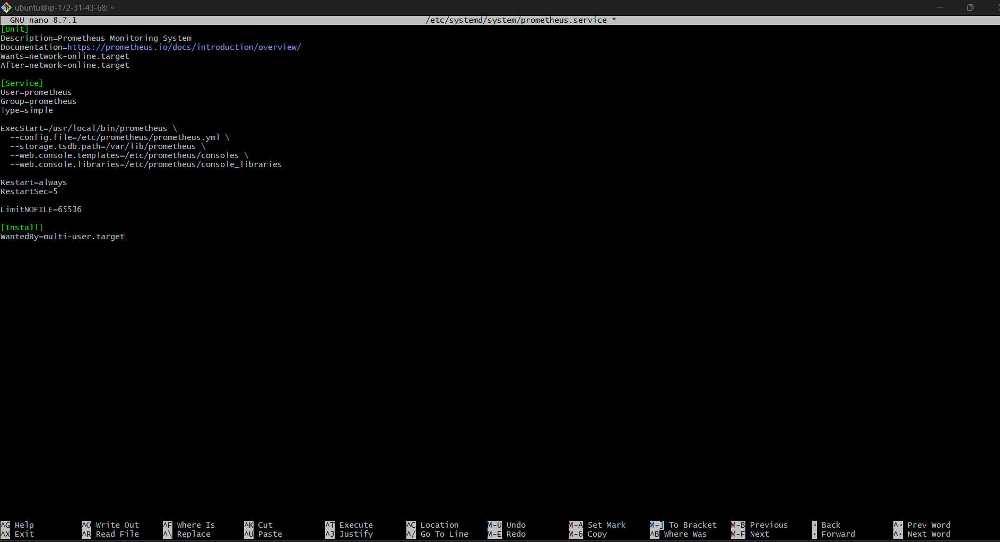 ubuntu@ip-172-31-43-68: ~
GNU nano 8.7.1 /etc/systemd/system/prometheus.service *
[Unit]
Description=Prometheus Monitoring System
Documentation=https://prometheus.io/docs/introduction/overview/
Wants=network-online.target
After=network-online.target
[Service]
User=prometheus
Group=prometheus
Type=simple
ExecStart=/usr/local/bin/prometheus \
  --config.file=/etc/prometheus/prometheus.yml \
  --storage.tsdb.path=/var/lib/prometheus \
  --web.console.templates=/etc/prometheus/consoles \
  --web.console.libraries=/etc/prometheus/console_libraries
Restart=always
RestartSec=5
LimitNOFILE=65536
[Install]
WantedBy=multi-user.target
^G Help ^O Write Out ^F Where Is ^K Cut ^T Execute ^C Location M-U Undo M-A Set Mark M-] To Bracket M-B Previous ◂ Back ^◂ Prev Word
^X Exit ^R Read File ^\ Replace ^U Paste ^J Justify ^/ Go To Line M-E Redo M-6 Copy ^B Where Was M-F Next ▸ Forward ^▸ Next Word